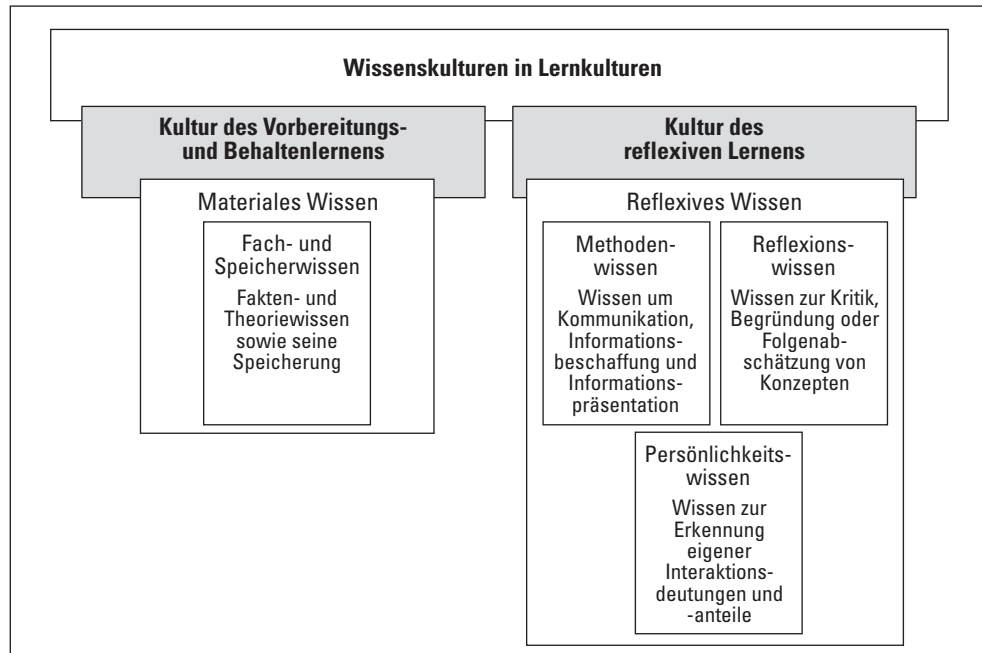 Wissenskulturen in Lernkulturen
Kultur des Vorbereitungs-
und Behaltenlernens
Materiales Wissen
Fach- und
Speicherwissen
Fakten- und
Theoriewissen
sowie seine
Speicherung
Kultur des
reflexiven Lernens
Reflexives Wissen
Methoden-
wissen
Wissen um
Kommunikation,
Informations-
beschaffung und
Informations-
präsentation
Reflexions-
wissen
Wissen zur Kritik,
Begründung oder
Folgenab-
schätzung von
Konzepten
Persönlichkeits-
wissen
Wissen zur
Erkennung
eigener
Interaktions-
deutungen und
-anteile